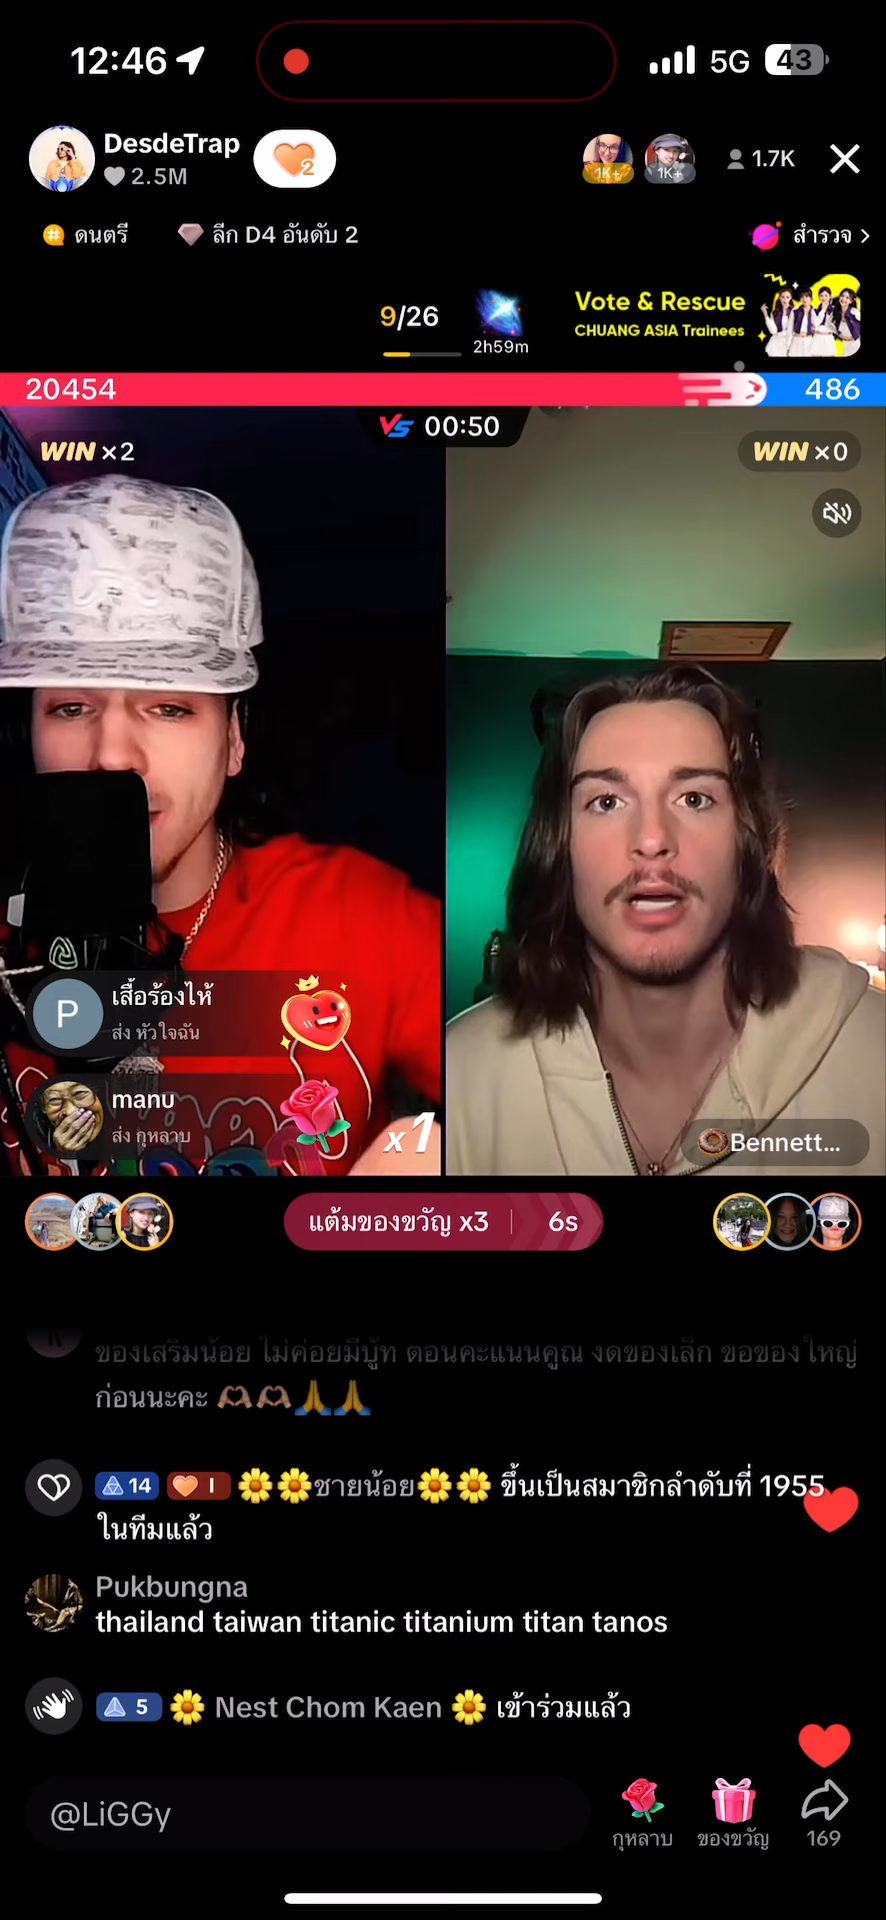 12:46
5G
43
DesdeTrap
2
2.5M
1K+
1K+
1.7K
ดนตรี
ลีก D4 อันดับ 2
สำรวจ
9/26
2h59m
Vote & Rescue
CHUANG ASIA Trainees
20454
486
WIN x2
VS 00:50
WIN x0
P
เสื้อร้องไห้
ส่ง หัวใจฉัน
manu
ส่ง กุหลาบ
x1
Bennett...
แต้มของขวัญ x3
6s
ของเสริมน้อย ไม่ค่อยมีบู้ท ตอนคะแนนคูณ งดของเล็ก ขอของใหญ่
ก่อนนะคะ 🫶🏼🫶🏼🙏🙏
14 I 🌼🌼ชายน้อย🌼🌼 ขึ้นเป็นสมาชิกลำดับที่ 1955
ในทีมแล้ว
Pukbungna
thailand taiwan titanic titanium titan tanos
5 🌼 Nest Chom Kaen 🌼 เข้าร่วมแล้ว
@LiGGy
กุหลาบ
ของขวัญ
169